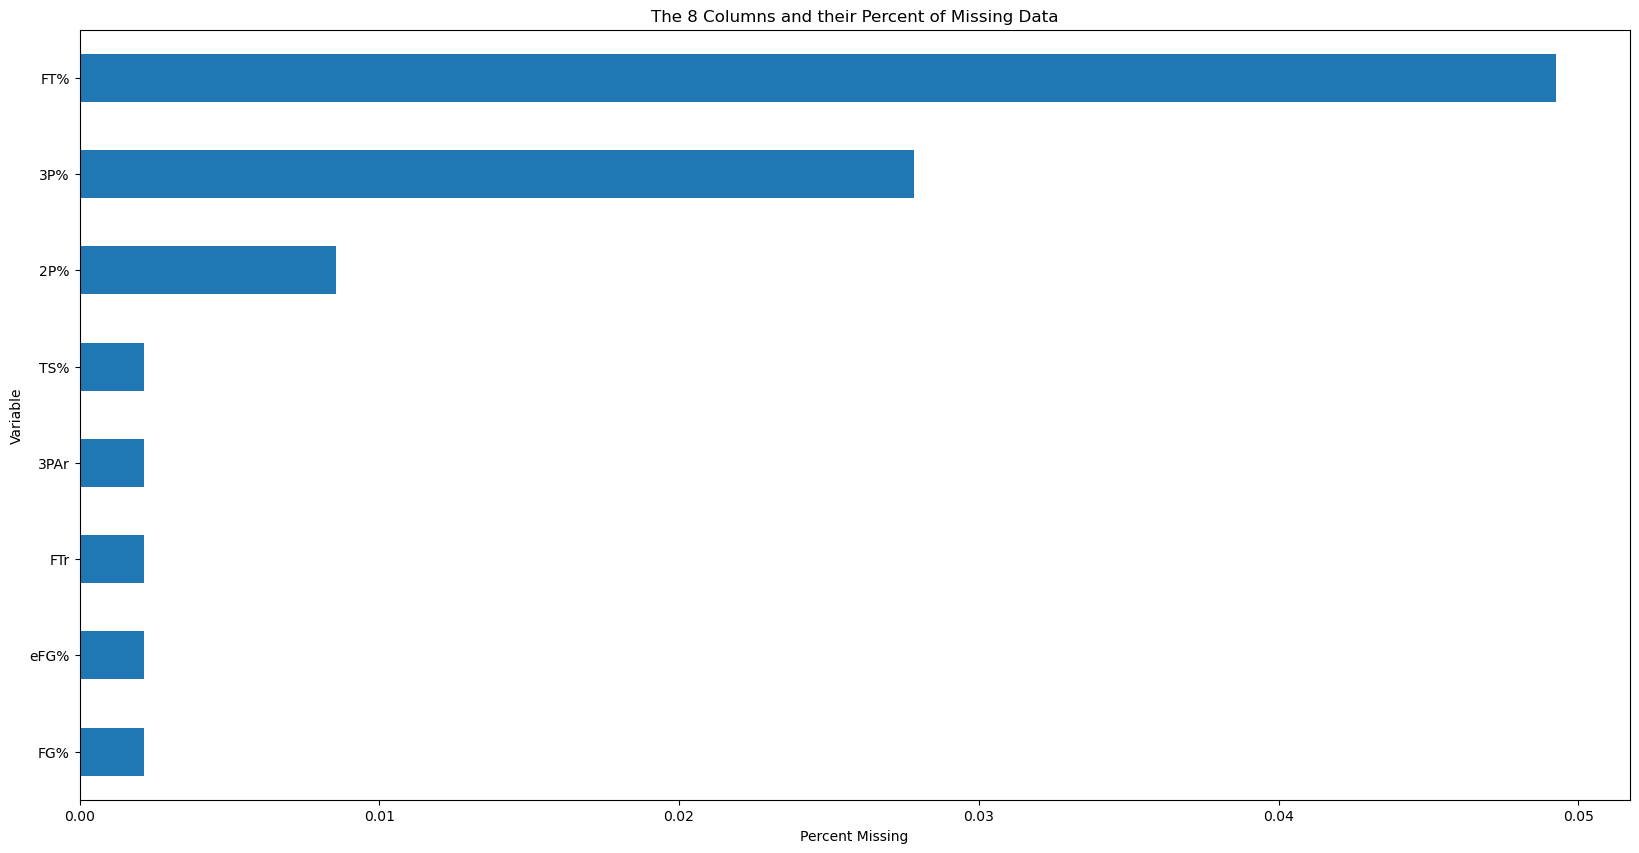 The 8 Columns and their Percent of Missing Data
FT%
3P%
2P%
TS%
3PAr
FTr
eFG%
FG%
Variable
0.00 0.01 0.02 0.03 0.04 0.05
Percent Missing